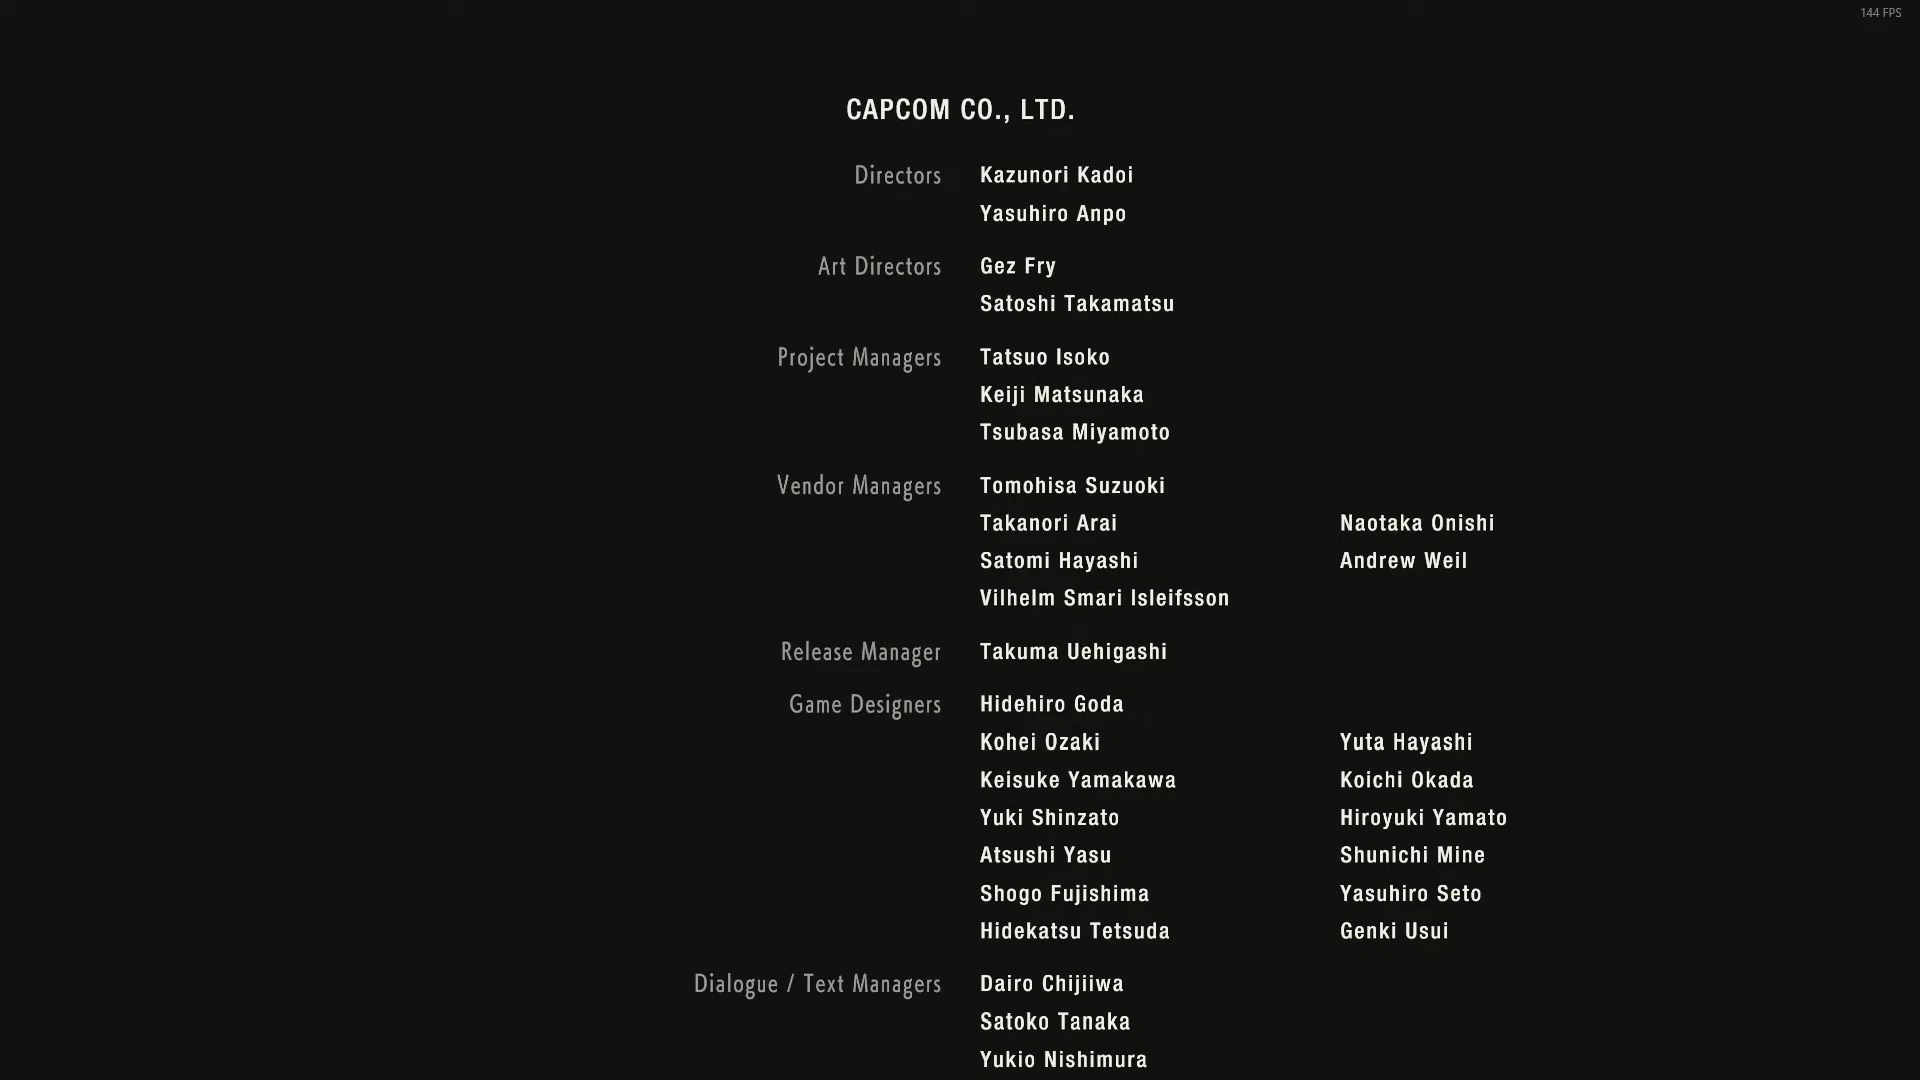 144 FPS
CAPCOM CO., LTD.
Directors Kazunori Kadoi
Yasuhiro Anpo
Art Directors Gez Fry
Satoshi Takamatsu
Project Managers Tatsuo Isoko
Keiji Matsunaka
Tsubasa Miyamoto
Vendor Managers Tomohisa Suzuoki
Takanori Arai Naotaka Onishi
Satomi Hayashi Andrew Weil
Vilhelm Smari Isleifsson
Release Manager Takuma Uehigashi
Game Designers Hidehiro Goda
Kohei Ozaki Yuta Hayashi
Keisuke Yamakawa Koichi Okada
Yuki Shinzato Hiroyuki Yamato
Atsushi Yasu Shunichi Mine
Shogo Fujishima Yasuhiro Seto
Hidekatsu Tetsuda Genki Usui
Dialogue / Text Managers Dairo Chijiiwa
Satoko Tanaka
Yukio Nishimura